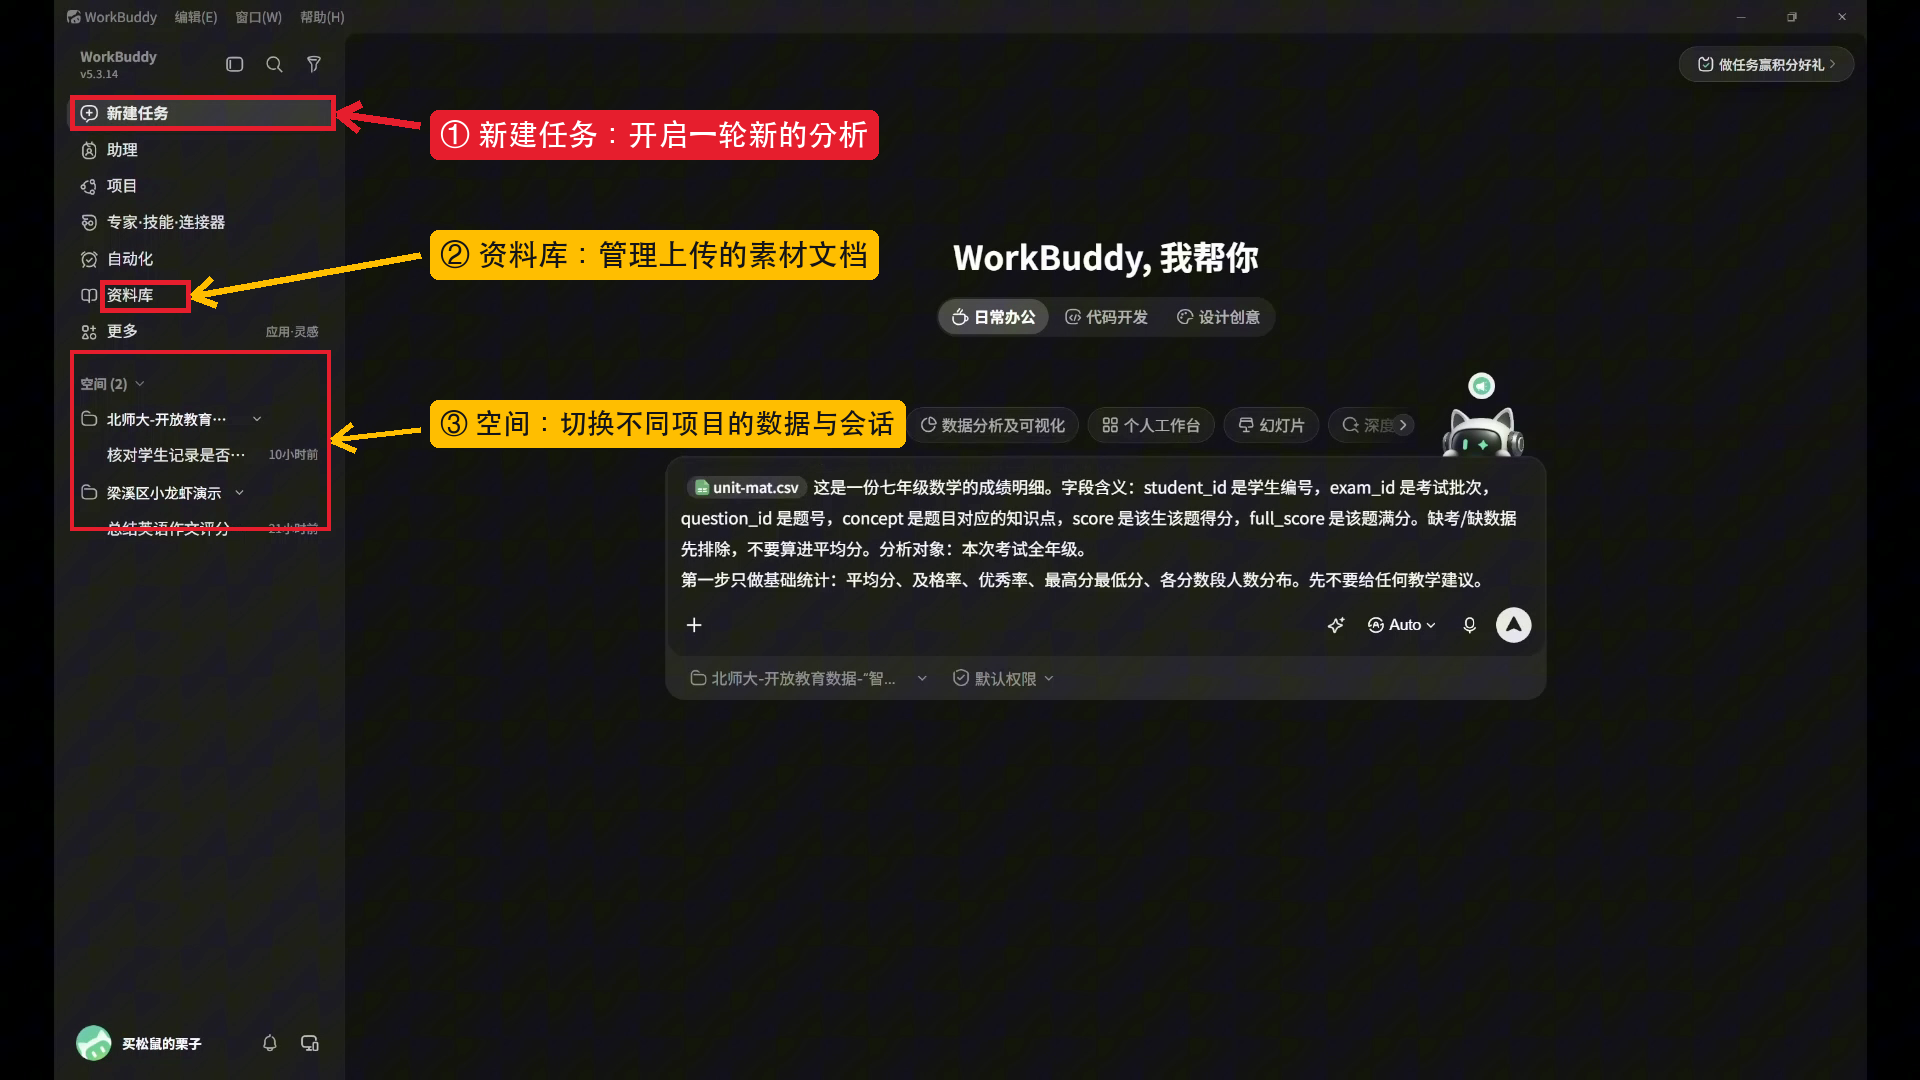 WorkBuddy 编辑(E) 窗口(W) 帮助(H)
WorkBuddy
v5.3.14
做任务赢积分好礼
新建任务
① 新建任务：开启一轮新的分析
助理
项目
专家·技能·连接器
自动化
② 资料库：管理上传的素材文档
资料库
更多 应用·灵感
WorkBuddy, 我帮你
日常办公 代码开发 设计创意
空间 (2)
北师大-开放教育…
③ 空间：切换不同项目的数据与会话
数据分析及可视化 个人工作台 幻灯片 深度
核对学生记录是否… 10小时前
梁溪区小龙虾演示
总结英语作文评分 21小时前
unit-mat.csv 这是一份七年级数学的成绩明细。字段含义：student_id 是学生编号，exam_id 是考试批次，
question_id 是题号，concept 是题目对应的知识点，score 是该生该题得分，full_score 是该题满分。缺考/缺数据
先排除，不要算进平均分。分析对象：本次考试全年级。
第一步只做基础统计：平均分、及格率、优秀率、最高分最低分、各分数段人数分布。先不要给任何教学建议。
Auto
北师大-开放教育数据-“智... 默认权限
买松鼠的栗子